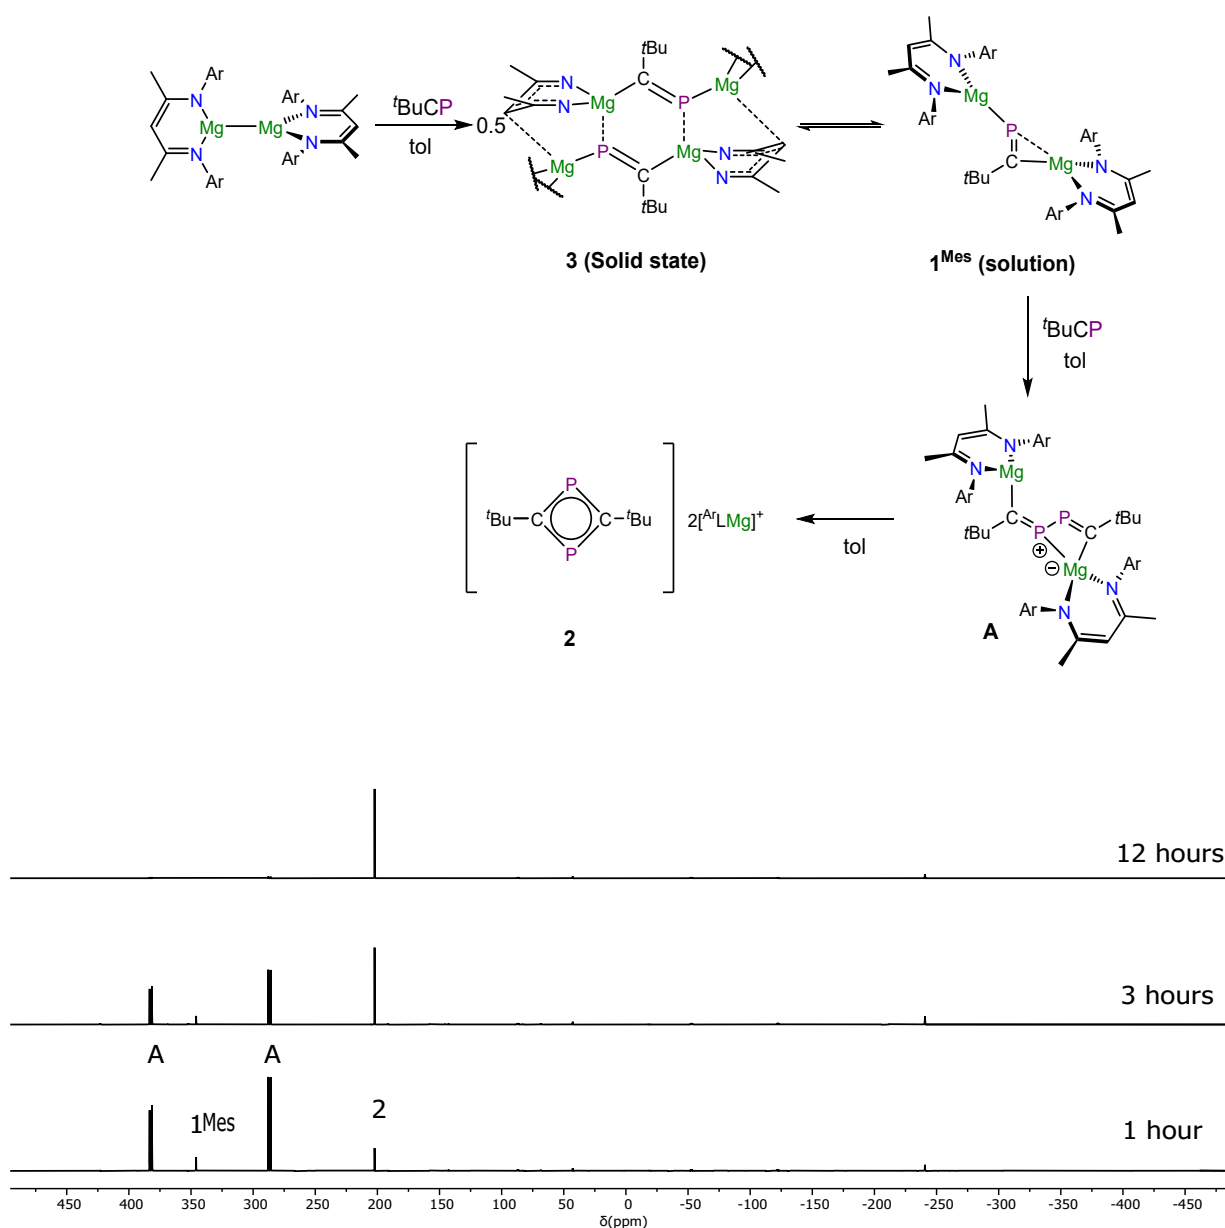 Ar
N
Mg
N
Ar
Ar
N
Mg
N
Ar
tBuCP
tol
0.5
tBu
N
N
Mg
C
P
Mg
Mg
P
C
Mg
N
N
tBu
3 (Solid state)
N
Ar
N
Mg
Ar
P
C
tBu
Ar
Mg
N
N
Ar
1Mes (solution)
tBuCP
tol
N
Ar
N
Mg
Ar
C
tBu
P
P
C
tBu
⊕
⊖
Mg
Ar
N
Ar
N
A
tol
P
tBu
C
C
tBu
P
2[ArLMg]+
2
12 hours
3 hours
A
A
1Mes
2
1 hour
450 400 350 300 250 200 150 100 50 0 -50 -100 -150 -200 -250 -300 -350 -400 -450
δ(ppm)